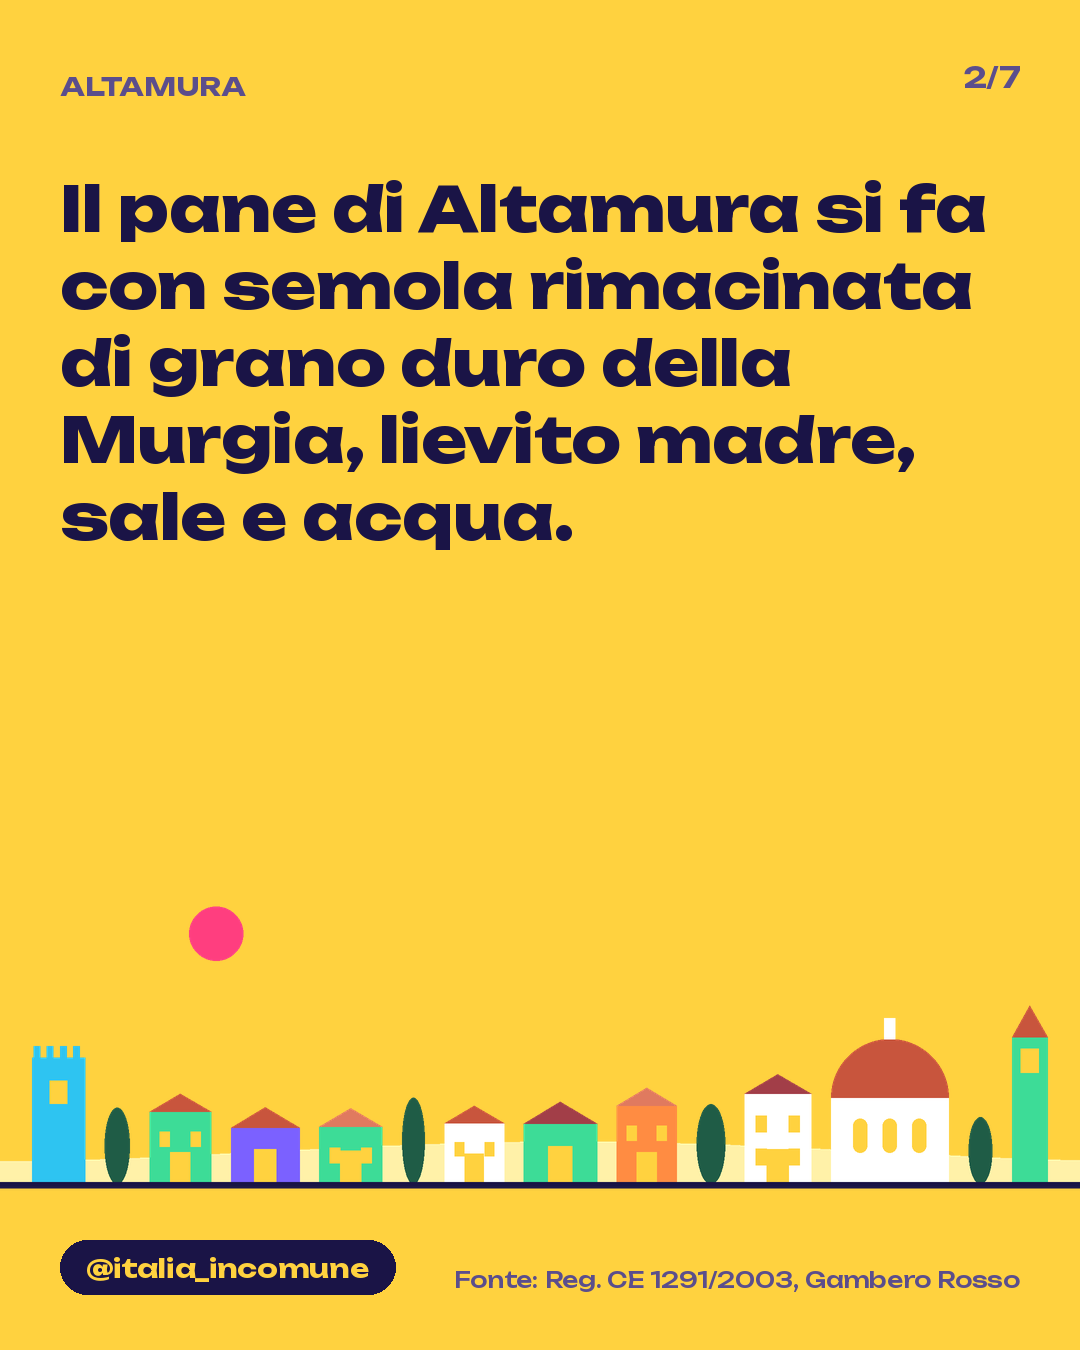 ALTAMURA
2/7
Il pane di Altamura si fa
con semola rimacinata
di grano duro della
Murgia, lievito madre,
sale e acqua.
@italia_incomune
Fonte: Reg. CE 1291/2003, Gambero Rosso